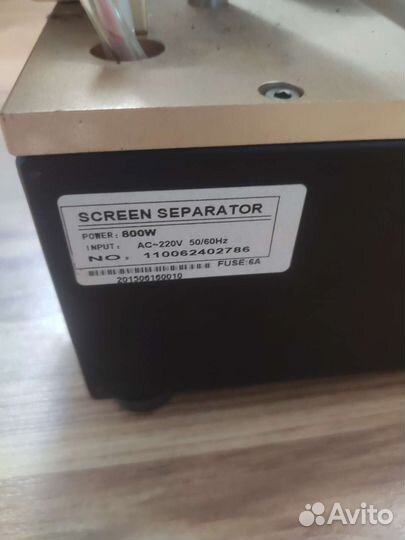 SCREEN SEPARATOR
POWER: 800W
INPUT: AC~220V 50/60Hz
NO: 110062402786
FUSE:6A
201506160010
Avito